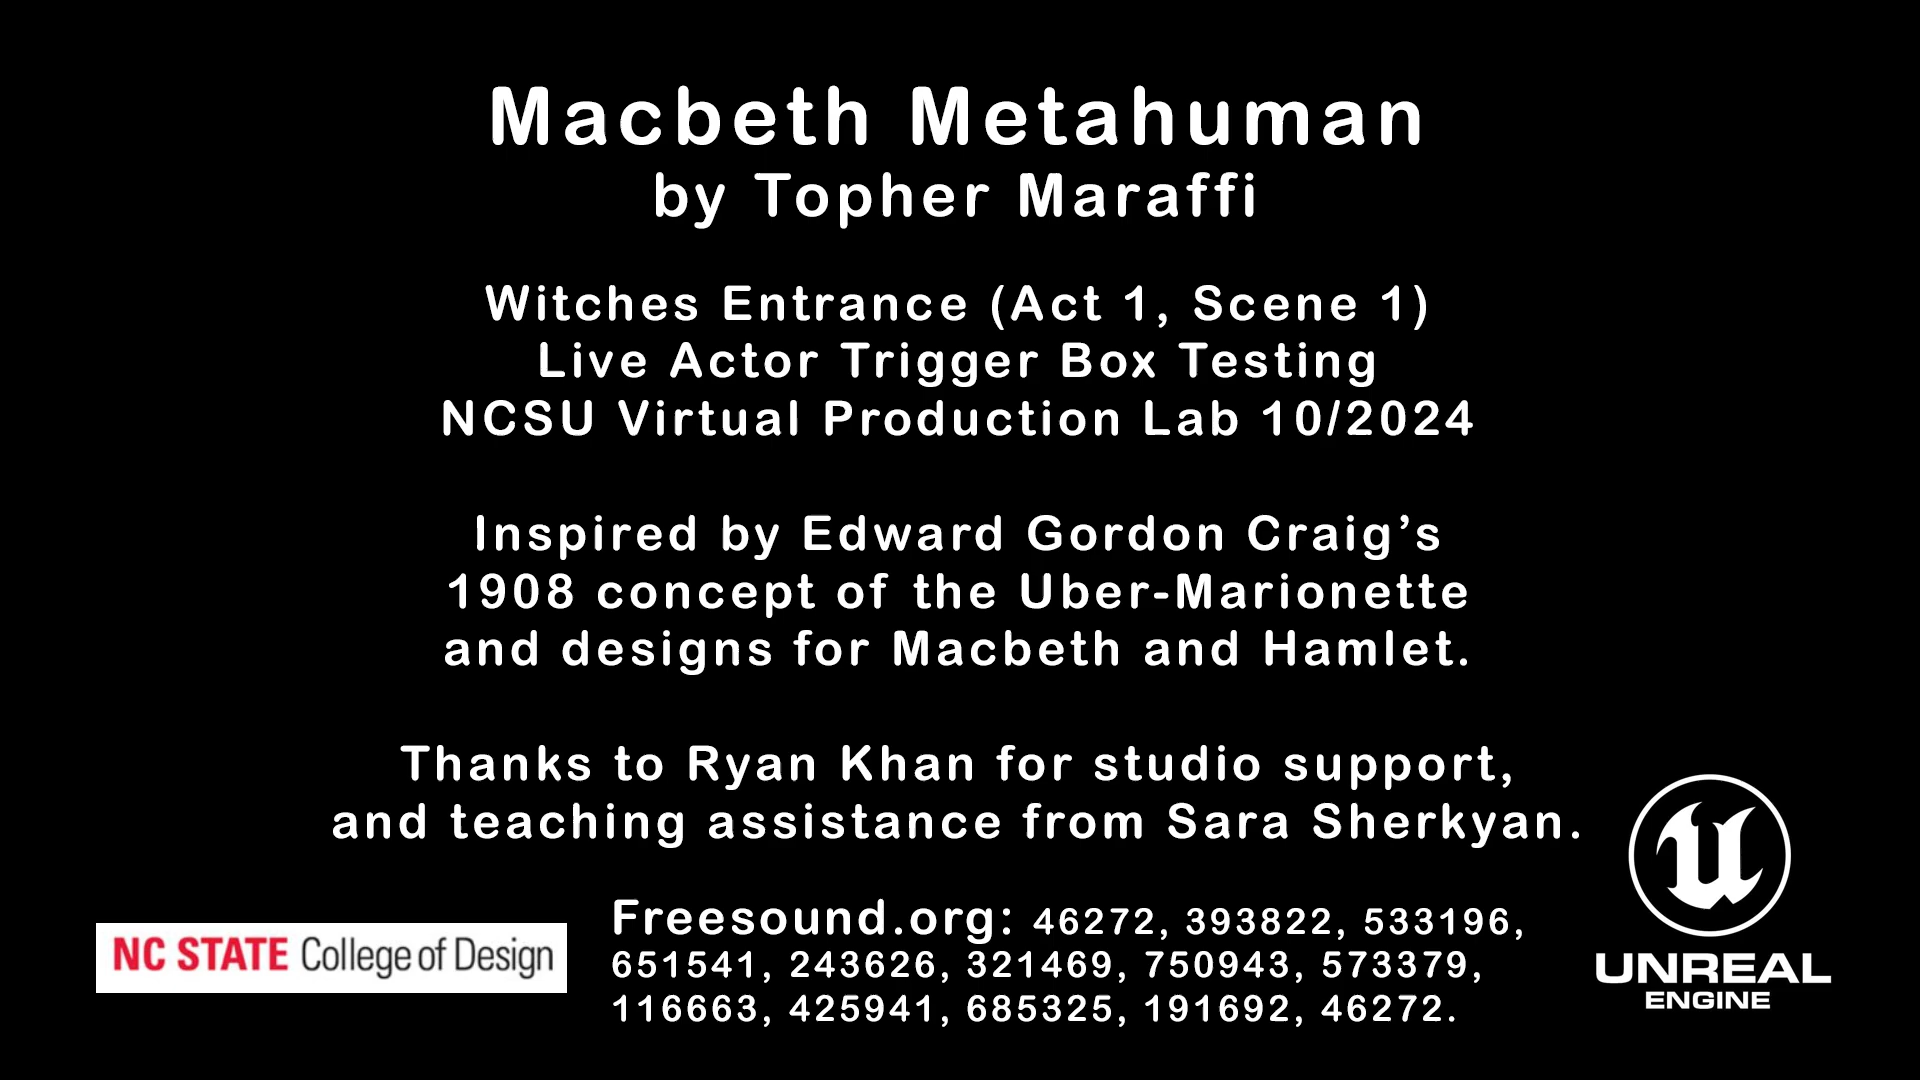 Macbeth Metahuman
by Topher Maraffi
Witches Entrance (Act 1, Scene 1)
Live Actor Trigger Box Testing
NCSU Virtual Production Lab 10/2024
Inspired by Edward Gordon Craig’s
1908 concept of the Uber-Marionette
and designs for Macbeth and Hamlet.
Thanks to Ryan Khan for studio support,
and teaching assistance from Sara Sherkyan.
NC STATE College of Design
Freesound.org: 46272, 393822, 533196,
651541, 243626, 321469, 750943, 573379,
116663, 425941, 685325, 191692, 46272.
UNREAL
ENGINE